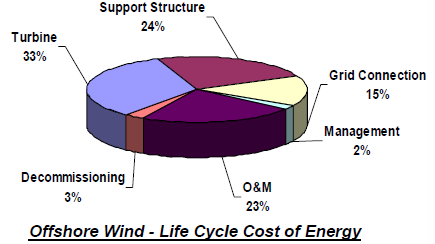 Support Structure
24%
Turbine
33%
Grid Connection
15%
Management
2%
Decommissioning
3%
O&M
23%
Offshore Wind - Life Cycle Cost of Energy